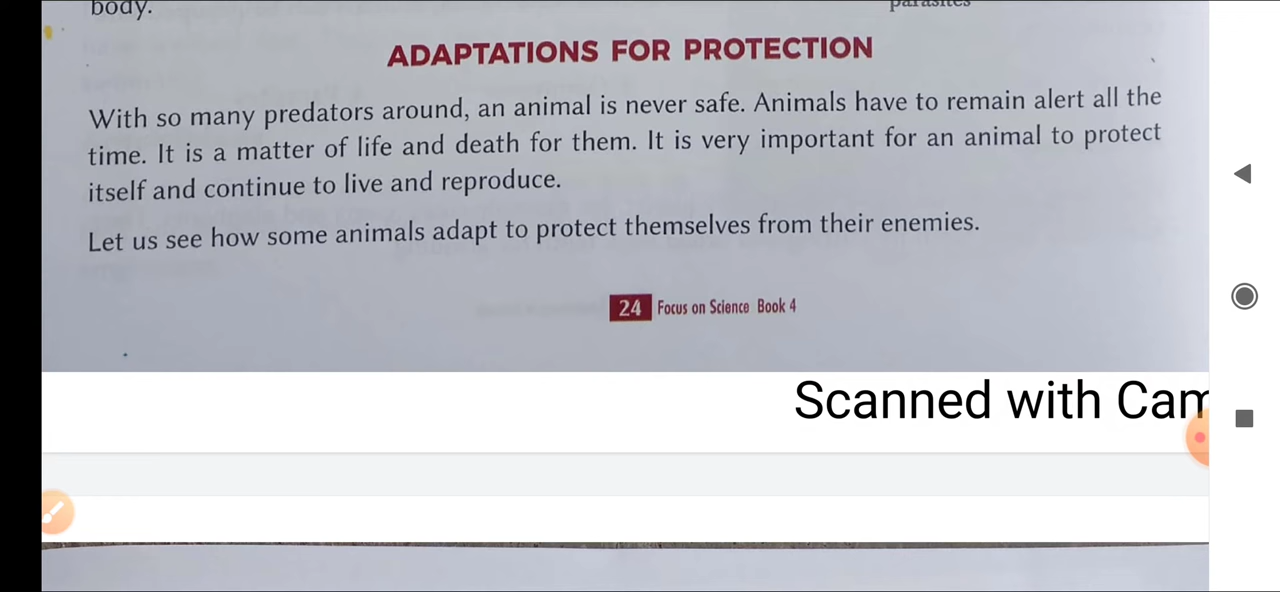 body.
parasites
ADAPTATIONS FOR PROTECTION
With so many predators around, an animal is never safe. Animals have to remain alert all the
time. It is a matter of life and death for them. It is very important for an animal to protect
itself and continue to live and reproduce.
Let us see how some animals adapt to protect themselves from their enemies.
24 Focus on Science Book 4
Scanned with Cam